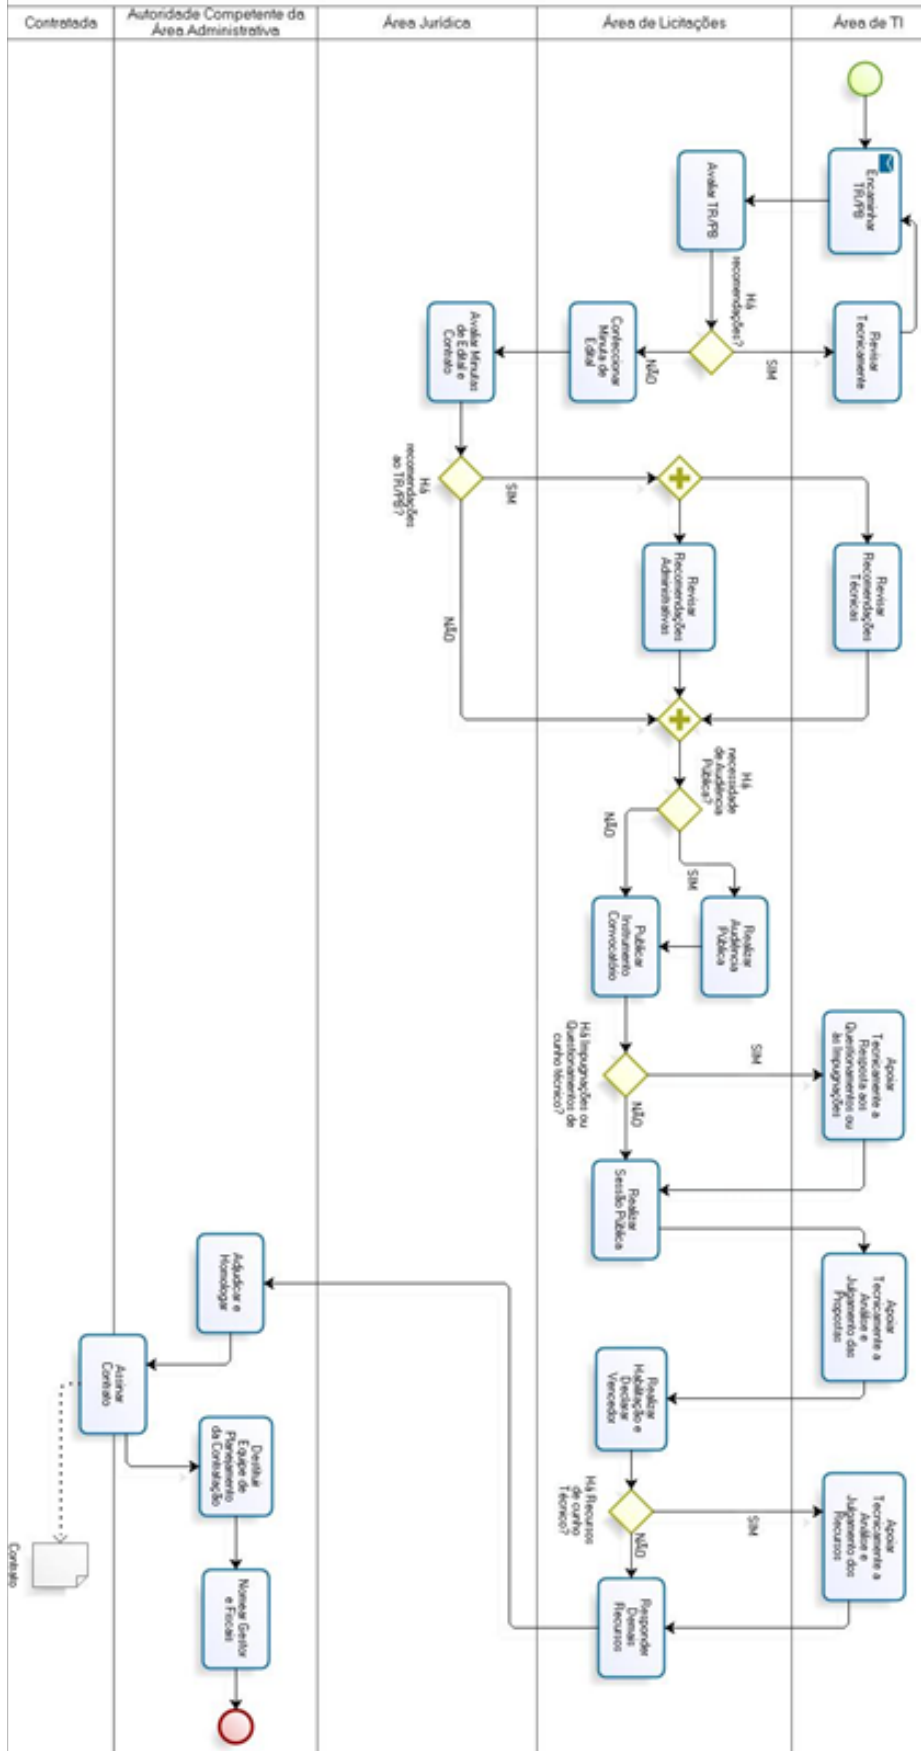 Contratada
Autoridade Competente da
Área Administrativa
Área Jurídica
Área de Licitações
Área de TI
Encaminhar
TR/PB
Avaliar TR/PB
Há
recomendações?
SIM
NÃO
Revisar
Tecnicamente
Confeccionar
Minuta de
Edital
Avaliar Minutas
de Edital e
Contrato
Há
recomendações
ao TR/PB?
SIM
NÃO
Revisar
Recomendações
Administrativas
Revisar
Recomendações
Técnicas
Há
necessidade
de Audiência
Pública?
NÃO
SIM
Realizar
Audiência
Pública
Publicar
Instrumento
Convocatório
Há Impugnações ou
Questionamentos de
cunho técnico?
SIM
NÃO
Apoiar
Tecnicamente a
Resposta aos
Questionamentos ou
às Impugnações
Realizar
Sessão Pública
Apoiar
Tecnicamente a
Análise e
Julgamento das
Propostas
Realizar
Habilitação e
Declarar
Vencedor
Há Recursos
de cunho
Técnico?
SIM
NÃO
Apoiar
Tecnicamente a
Análise e
Julgamento dos
Recursos
Responder
Demais
Recursos
Adjudicar e
Homologar
Assinar
Contrato
Contrato
Destituir
Equipe de
Planejamento
da Contratação
Nomear Gestor
e Fiscais